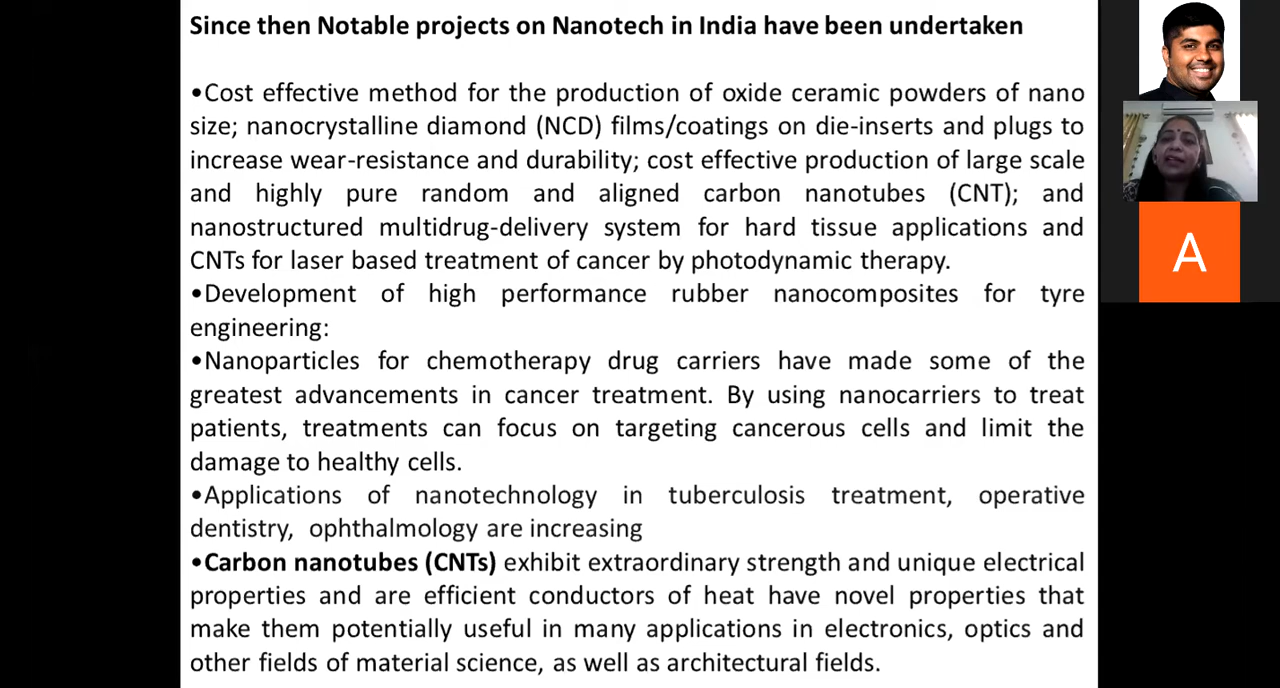 Since then Notable projects on Nanotech in India have been undertaken
•Cost effective method for the production of oxide ceramic powders of nano
size; nanocrystalline diamond (NCD) films/coatings on die-inserts and plugs to
increase wear-resistance and durability; cost effective production of large scale
and highly pure random and aligned carbon nanotubes (CNT); and
nanostructured multidrug-delivery system for hard tissue applications and
CNTs for laser based treatment of cancer by photodynamic therapy.
•Development of high performance rubber nanocomposites for tyre
engineering:
•Nanoparticles for chemotherapy drug carriers have made some of the
greatest advancements in cancer treatment. By using nanocarriers to treat
patients, treatments can focus on targeting cancerous cells and limit the
damage to healthy cells.
•Applications of nanotechnology in tuberculosis treatment, operative
dentistry, ophthalmology are increasing
•Carbon nanotubes (CNTs) exhibit extraordinary strength and unique electrical
properties and are efficient conductors of heat have novel properties that
make them potentially useful in many applications in electronics, optics and
other fields of material science, as well as architectural fields.
A